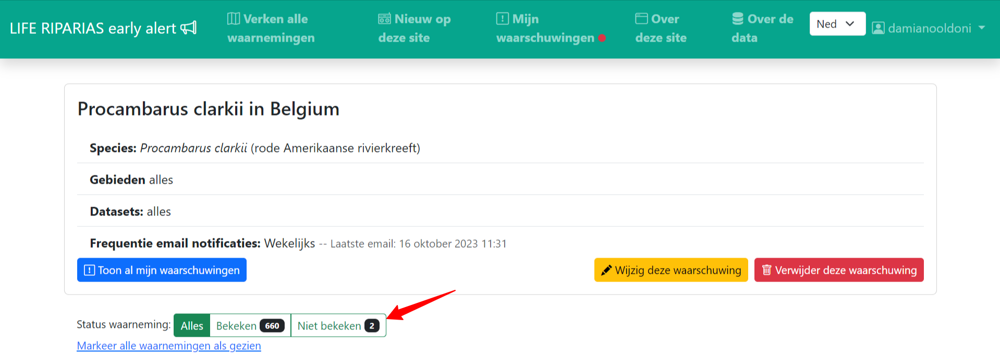 LIFE RIPARIAS early alert
Verken alle
waarnemingen
Nieuw op
deze site
Mijn
waarschuwingen
Over
deze site
Over de
data
Ned
damianooldoni
Procambarus clarkii in Belgium
Species: Procambarus clarkii (rode Amerikaanse rivierkreeft)
Gebieden alles
Datasets: alles
Frequentie email notificaties: Wekelijks -- Laatste email: 16 oktober 2023 11:31
Toon al mijn waarschuwingen
Wijzig deze waarschuwing
Verwijder deze waarschuwing
Status waarneming: Alles Bekeken 660 Niet bekeken 2
Markeer alle waarnemingen als gezien